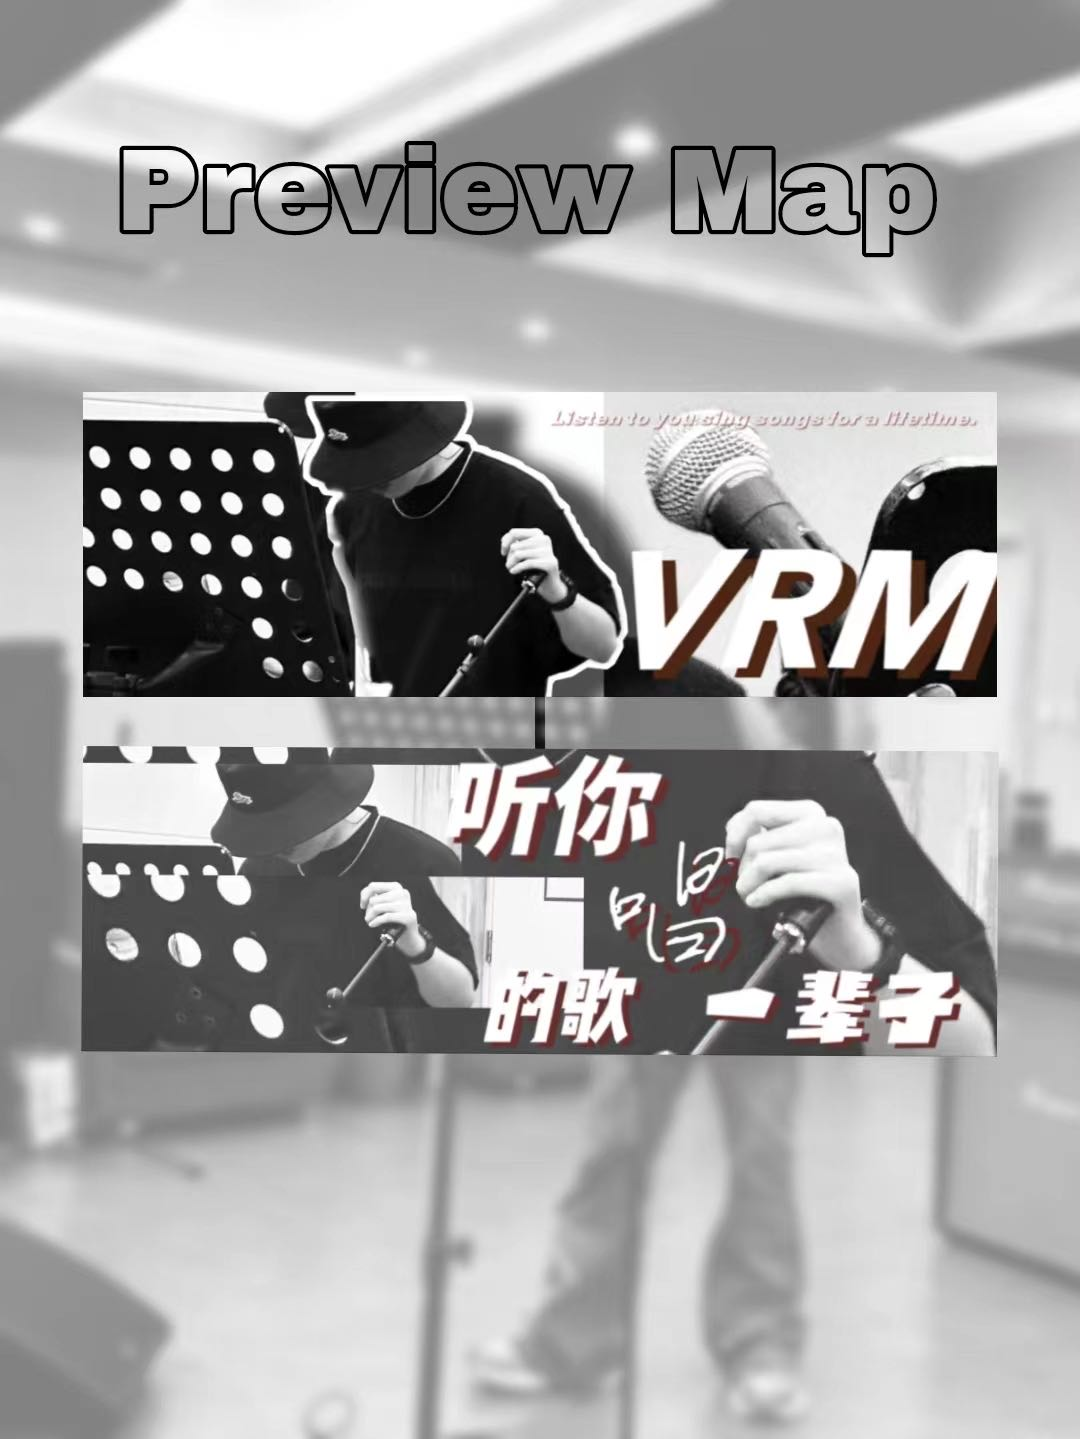 Preview Map
Listen to you sing songs for a lifetime.
VRM
听你
唱
的歌 一辈子